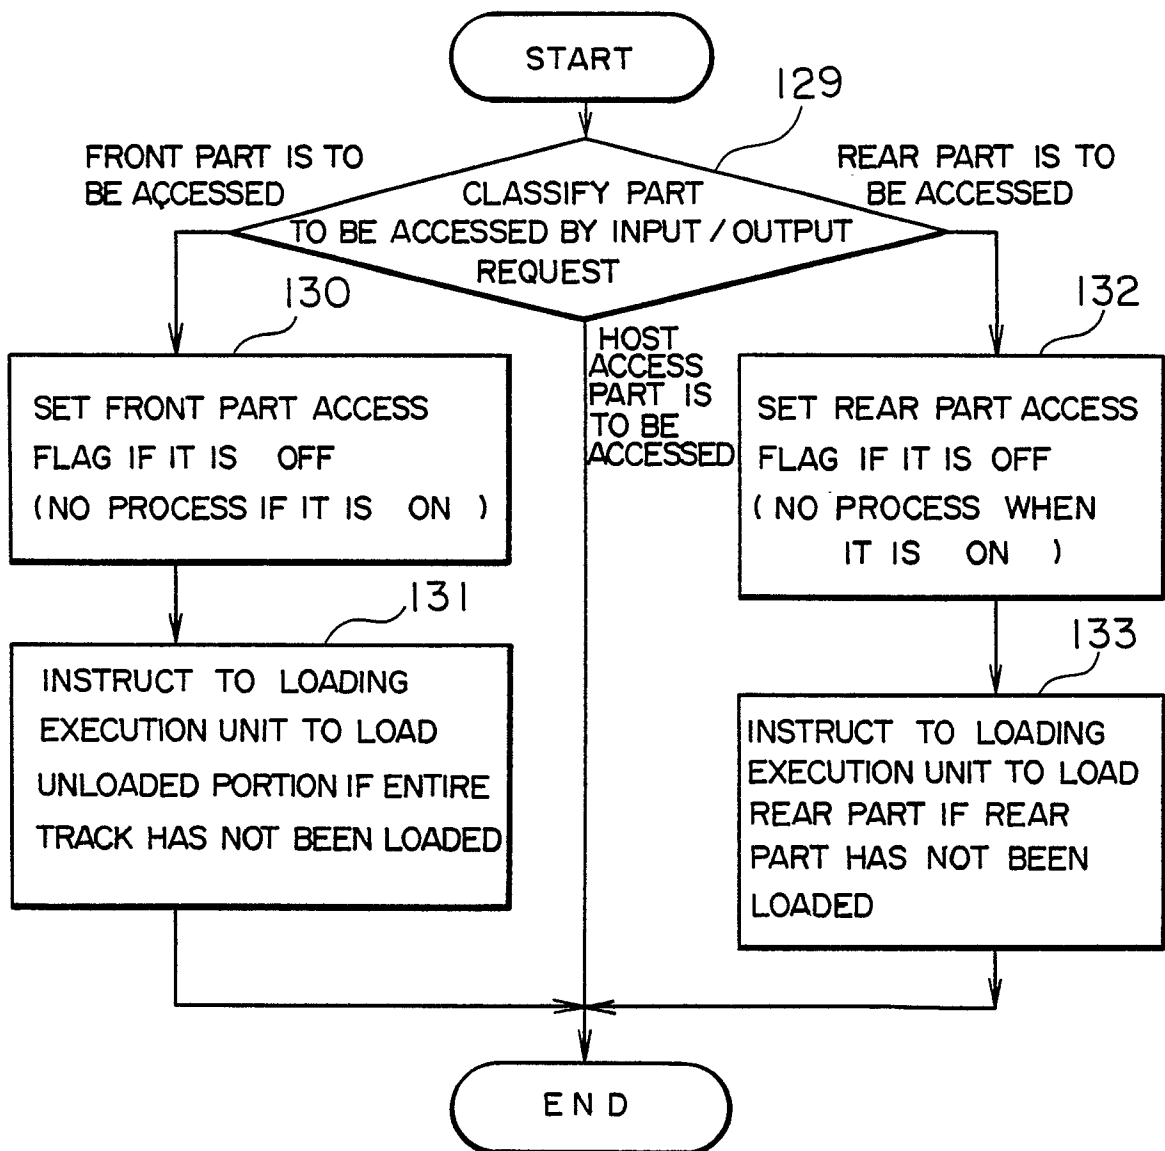 START
129
FRONT PART IS TO
BE ACCESSED
REAR PART IS TO
BE ACCESSED
CLASSIFY PART
TO BE ACCESSED BY INPUT / OUTPUT
REQUEST
130
132
HOST
ACCESS
PART IS
TO BE
ACCESSED
SET FRONT PART ACCESS
FLAG IF IT IS OFF
(NO PROCESS IF IT IS ON )
SET REAR PART ACCESS
FLAG IF IT IS OFF
( NO PROCESS WHEN
IT IS ON )
131
133
INSTRUCT TO LOADING
EXECUTION UNIT TO LOAD
UNLOADED PORTION IF ENTIRE
TRACK HAS NOT BEEN LOADED
INSTRUCT TO LOADING
EXECUTION UNIT TO LOAD
REAR PART IF REAR
PART HAS NOT BEEN
LOADED
END